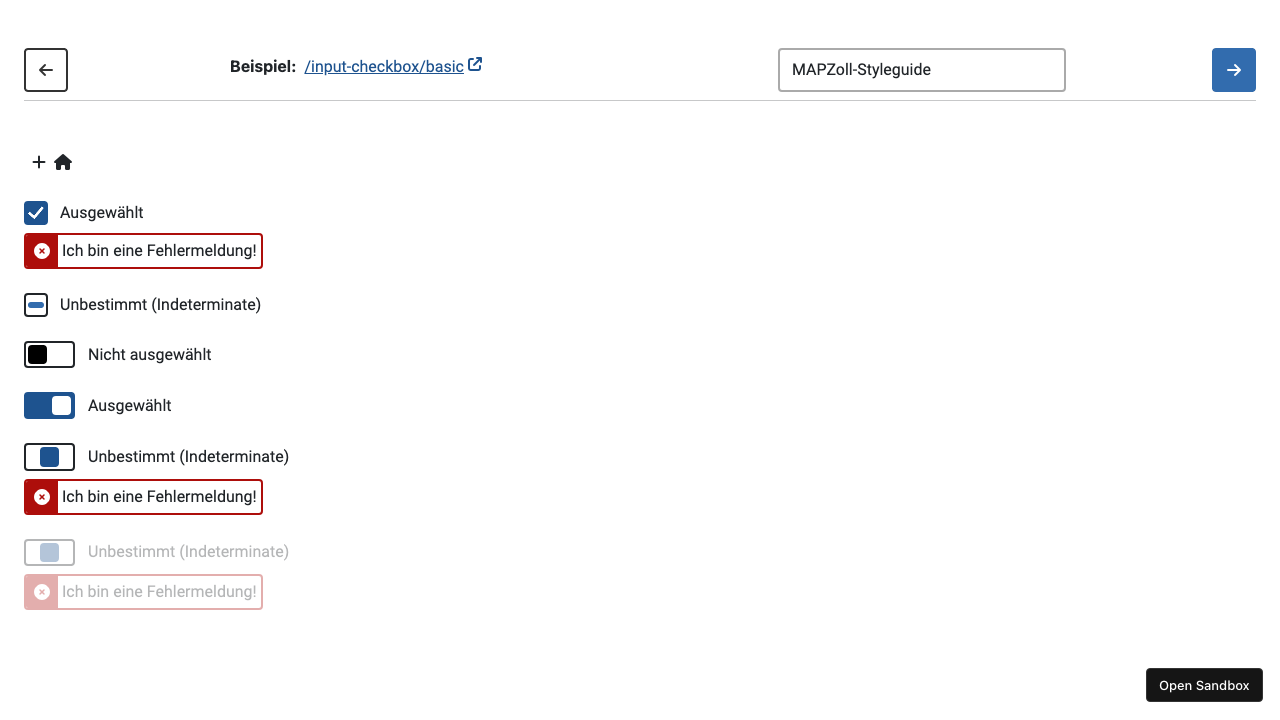 Beispiel: /input-checkbox/basic
MAPZoll-Styleguide
Ausgewählt
Ich bin eine Fehlermeldung!
Unbestimmt (Indeterminate)
Nicht ausgewählt
Ausgewählt
Unbestimmt (Indeterminate)
Ich bin eine Fehlermeldung!
Unbestimmt (Indeterminate)
Ich bin eine Fehlermeldung!
Open Sandbox